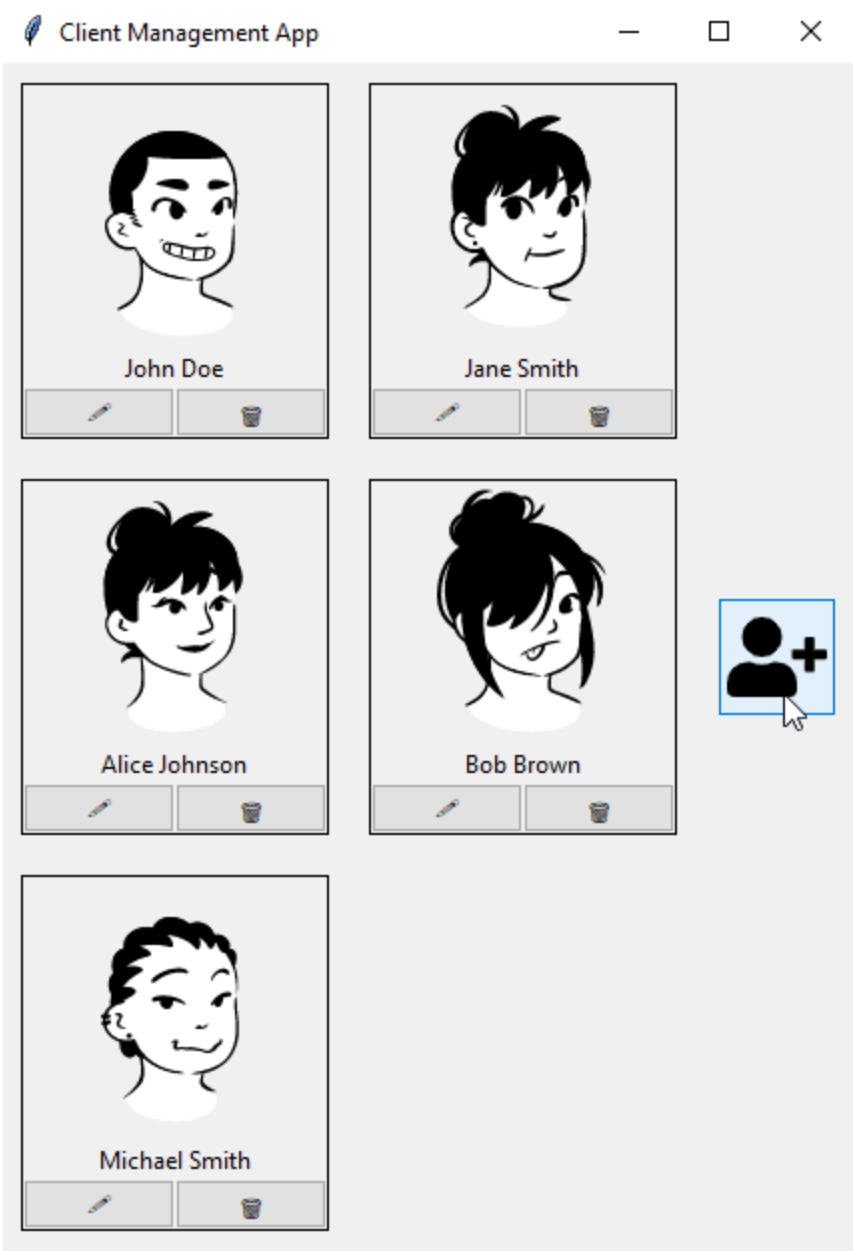 Client Management App
John Doe
Jane Smith
Alice Johnson
Bob Brown
Michael Smith